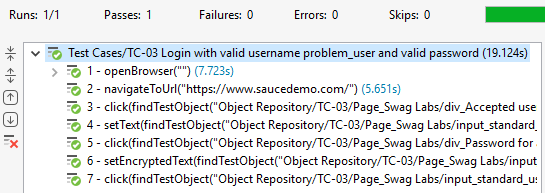 Runs: 1/1 Passes: 1 Failures: 0 Errors: 0 Skips: 0
Test Cases/TC-03 Login with valid username problem_user and valid password (19.124s)
1 - openBrowser("") (7.723s)
2 - navigateToUrl("https://www.saucedemo.com/") (5.651s)
3 - click(findTestObject("Object Repository/TC-03/Page_Swag Labs/div_Accepted use
4 - setText(findTestObject("Object Repository/TC-03/Page_Swag Labs/input_standard_
5 - click(findTestObject("Object Repository/TC-03/Page_Swag Labs/div_Password for
6 - setEncryptedText(findTestObject("Object Repository/TC-03/Page_Swag Labs/input
7 - click(findTestObject("Object Repository/TC-03/Page_Swag Labs/input_standard_us